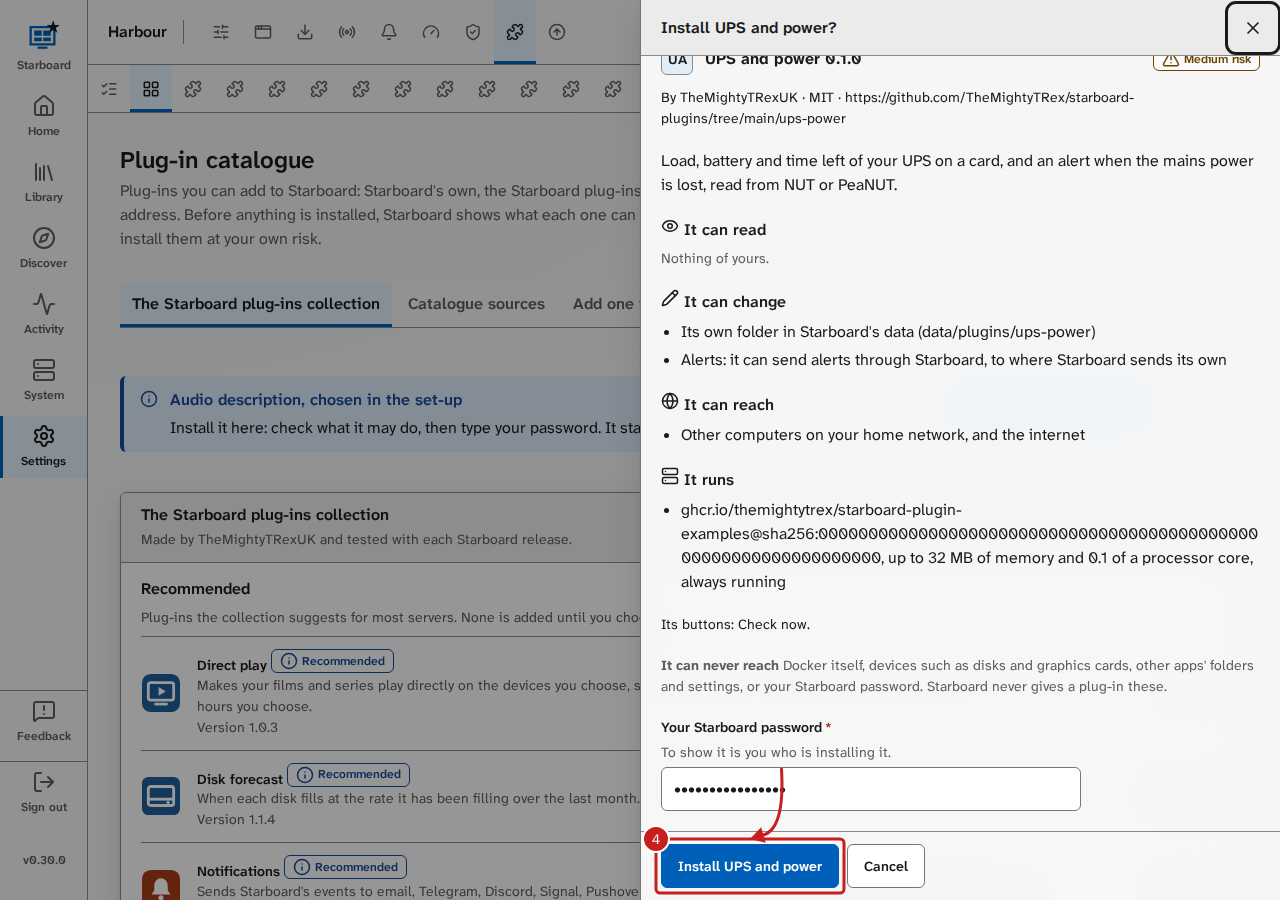 Starboard
Home
Library
Discover
Activity
System
Settings
Feedback
Sign out
v0.30.0
Harbour
Plug-in catalogue
Plug-ins you can add to Starboard: Starboard's own, the Starboard plug-ins
address. Before anything is installed, Starboard shows what each one can
install them at your own risk.
The Starboard plug-ins collection
Catalogue sources
Add one
Audio description, chosen in the set-up
Install it here: check what it may do, then type your password. It sta
The Starboard plug-ins collection
Made by TheMightyTRexUK and tested with each Starboard release.
Recommended
Plug-ins the collection suggests for most servers. None is added until you cho
Direct play Recommended
Makes your films and series play directly on the devices you choose, s
hours you choose.
Version 1.0.3
Disk forecast Recommended
When each disk fills at the rate it has been filling over the last month.
Version 1.1.4
Notifications Recommended
Sends Starboard's events to email, Telegram, Discord, Signal, Pushove
Install UPS and power?
UA UPS and power 0.1.0 Medium risk
By TheMightyTRexUK · MIT · https://github.com/TheMightyTRex/starboard-
plugins/tree/main/ups-power
Load, battery and time left of your UPS on a card, and an alert when the mains power
is lost, read from NUT or PeaNUT.
It can read
Nothing of yours.
It can change
• Its own folder in Starboard's data (data/plugins/ups-power)
• Alerts: it can send alerts through Starboard, to where Starboard sends its own
It can reach
• Other computers on your home network, and the internet
It runs
• ghcr.io/themightytrex/starboard-plugin-
examples@sha256:000000000000000000000000000000000000000000000
0000000000000000000, up to 32 MB of memory and 0.1 of a processor core,
always running
Its buttons: Check now.
It can never reach Docker itself, devices such as disks and graphics cards, other apps' folders
and settings, or your Starboard password. Starboard never gives a plug-in these.
Your Starboard password *
To show it is you who is installing it.
••••••••••••••••
4
Install UPS and power
Cancel